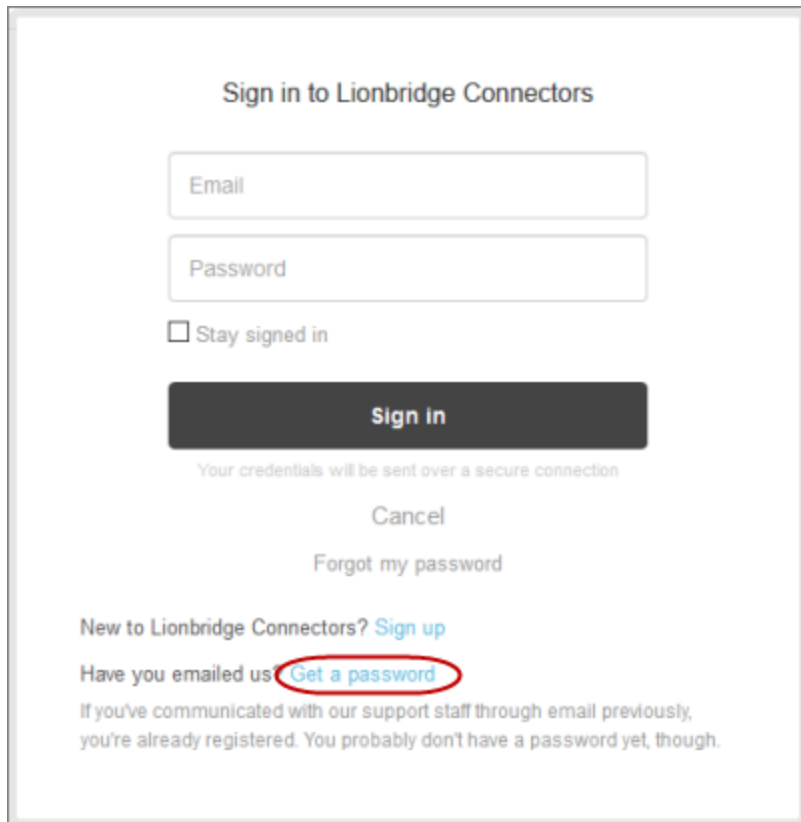 Sign in to Lionbridge Connectors
Email
Password
Stay signed in
Sign in
Your credentials will be sent over a secure connection
Cancel
Forgot my password
New to Lionbridge Connectors? Sign up
Have you emailed us? Get a password
If you've communicated with our support staff through email previously,
you're already registered. You probably don't have a password yet, though.